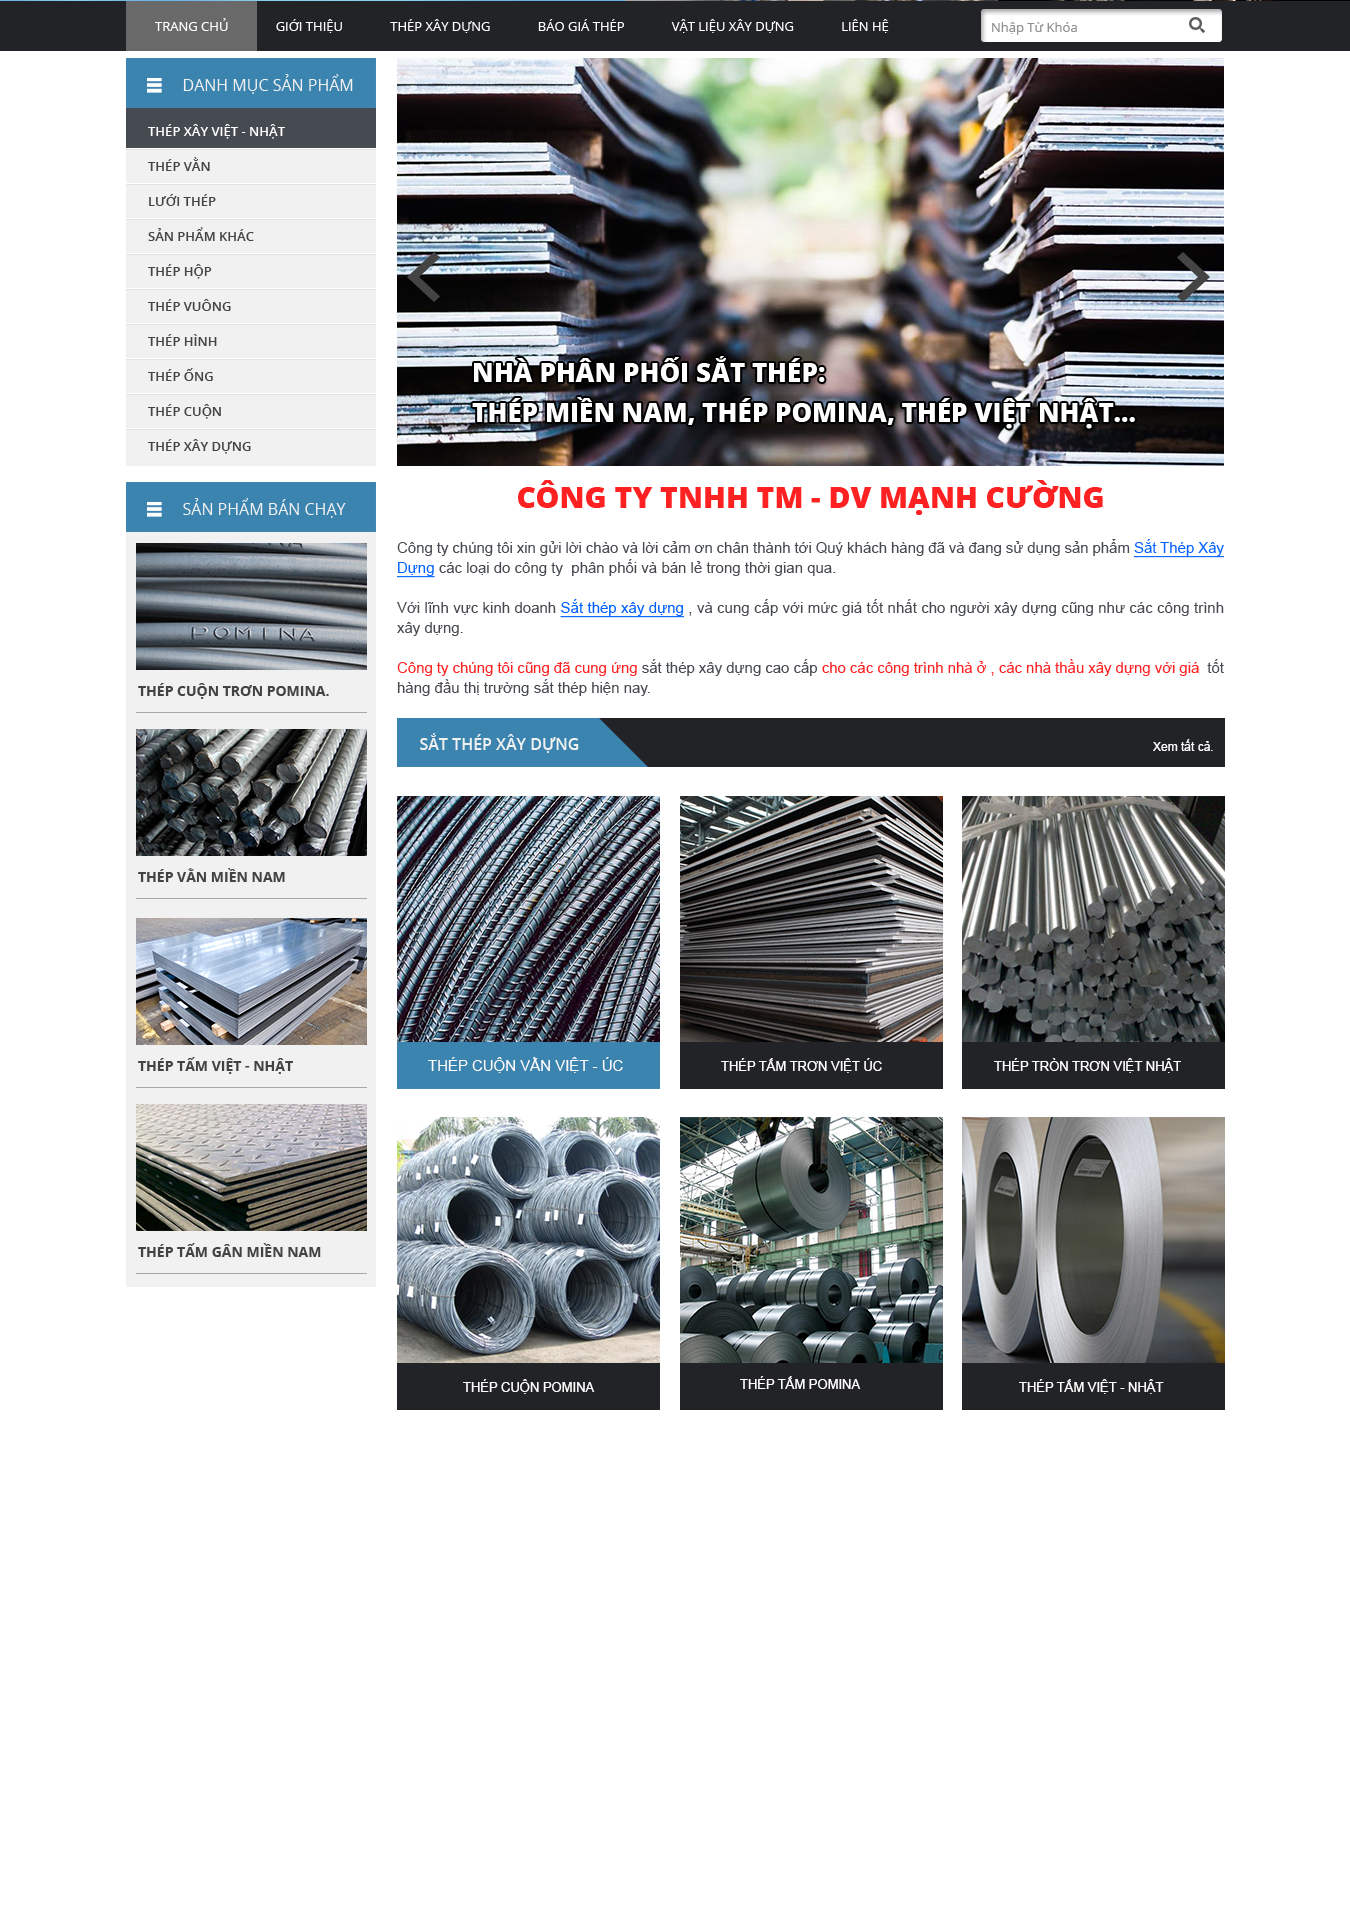 TRANG CHỦ
GIỚI THIỆU
THÉP XÂY DỰNG
BÁO GIÁ THÉP
VẬT LIỆU XÂY DỰNG
LIÊN HỆ
Nhập Từ Khóa
DANH MỤC SẢN PHẨM
THÉP XÂY VIỆT - NHẬT
THÉP VẰN
LƯỚI THÉP
SẢN PHẨM KHÁC
THÉP HỘP
THÉP VUÔNG
THÉP HÌNH
THÉP ỐNG
THÉP CUỘN
THÉP XÂY DỰNG
NHÀ PHÂN PHỐI SẮT THÉP:
THÉP MIỀN NAM, THÉP POMINA, THÉP VIỆT NHẬT...
SẢN PHẨM BÁN CHẠY
POMINA
THÉP CUỘN TRƠN POMINA.
THÉP VẰN MIỀN NAM
THÉP TẤM VIỆT - NHẬT
THÉP TẤM GÂN MIỀN NAM
CÔNG TY TNHH TM - DV MẠNH CƯỜNG
Công ty chúng tôi xin gửi lời chào và lời cảm ơn chân thành tới Quý khách hàng đã và đang sử dụng sản phẩm Sắt Thép Xây
Dựng các loại do công ty  phân phối và bán lẻ trong thời gian qua.
Với lĩnh vực kinh doanh Sắt thép xây dựng , và cung cấp với mức giá tốt nhất cho người xây dựng cũng như các công trình
xây dựng.
Công ty chúng tôi cũng đã cung ứng sắt thép xây dựng cao cấp cho các công trình nhà ở , các nhà thầu xây dựng với giá  tốt
hàng đầu thị trường sắt thép hiện nay.
SẮT THÉP XÂY DỰNG
Xem tất cả.
THÉP CUỘN VẰN VIỆT - ÚC
THÉP TẤM TRƠN VIỆT ÚC
THÉP TRÒN TRƠN VIỆT NHẬT
THÉP CUỘN POMINA
THÉP TẤM POMINA
THÉP TẤM VIỆT - NHẬT